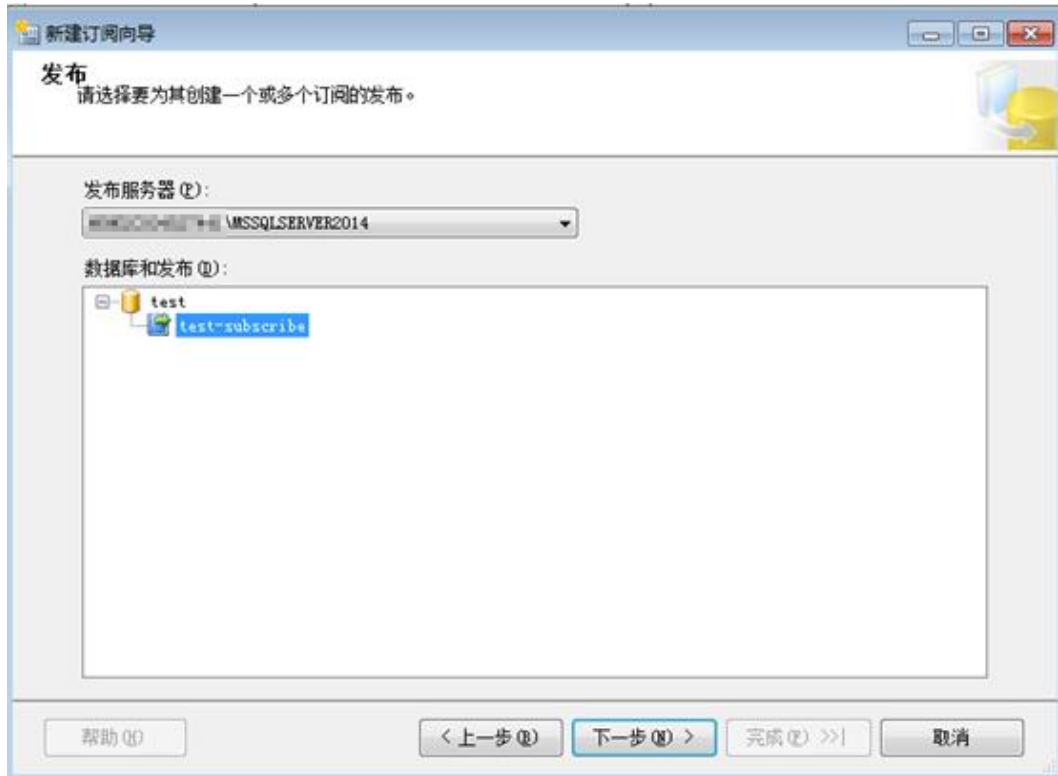 新建订阅向导
发布
请选择要为其创建一个或多个订阅的发布。
发布服务器(P):
\MSSQLSERVER2014
数据库和发布(D):
test
test-subscribe
帮助(H)
<上一步(B)
下一步(N)>
完成(F)>>|
取消